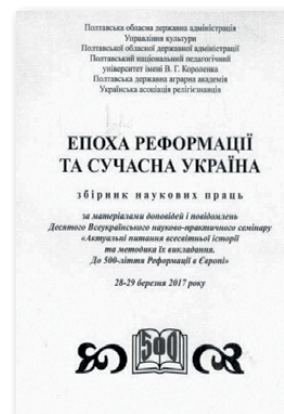 Полтавська обласна державна адміністрація
Управління культури
Полтавської обласної державної адміністрації
Полтавський національний педагогічний
університет імені В. Г. Короленка
Полтавська державна аграрна академія
Українська асоціація релігієзнавців
ЕПОХА РЕФОРМАЦІЇ
ТА СУЧАСНА УКРАЇНА
збірник наукових праць
за матеріалами доповідей і повідомлень
Десятого Всеукраїнського науково-практичного семінару
«Актуальні питання всесвітньої історії
та методика їх викладання.
До 500-ліття Реформації в Європі»
28-29 березня 2017 року
500